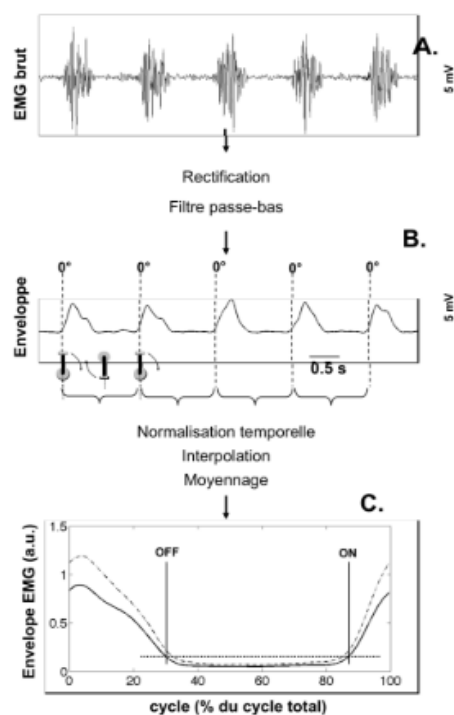 A.
EMG brut
5 mV
Rectification
Filtre passe-bas
B.
0° 0° 0° 0° 0°
Enveloppe
5 mV
0.5 s
Normalisation temporelle
Interpolation
Moyennage
C.
Envelope EMG (a.u.)
1.5
1
0.5
0
OFF
ON
0 20 40 60 80 100
cycle (% du cycle total)